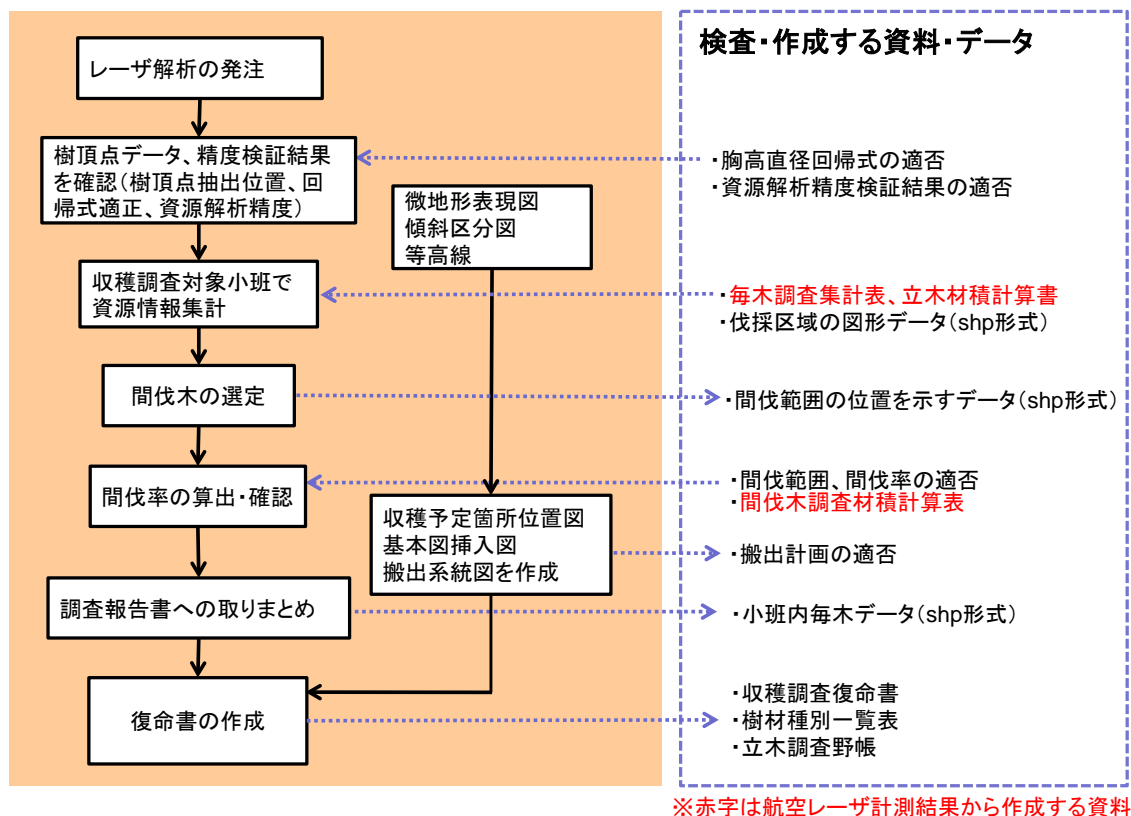 レーザ解析の発注
樹頂点データ、精度検証結果
を確認（樹頂点抽出位置、回
帰式適正、資源解析精度）
収穫調査対象小班で
資源情報集計
間伐木の選定
間伐率の算出・確認
調査報告書への取りまとめ
復命書の作成
微地形表現図
傾斜区分図
等高線
収穫予定箇所位置図
基本図挿入図
搬出系統図を作成
検査・作成する資料・データ
・胸高直径回帰式の適否
・資源解析精度検証結果の適否
・毎木調査集計表、立木材積計算書
・伐採区域の図形データ（shp形式）
・間伐範囲の位置を示すデータ（shp形式）
・間伐範囲、間伐率の適否
・間伐木調査材積計算表
・搬出計画の適否
・小班内毎木データ（shp形式）
・収穫調査復命書
・樹材種別一覧表
・立木調査野帳
※赤字は航空レーザ計測結果から作成する資料